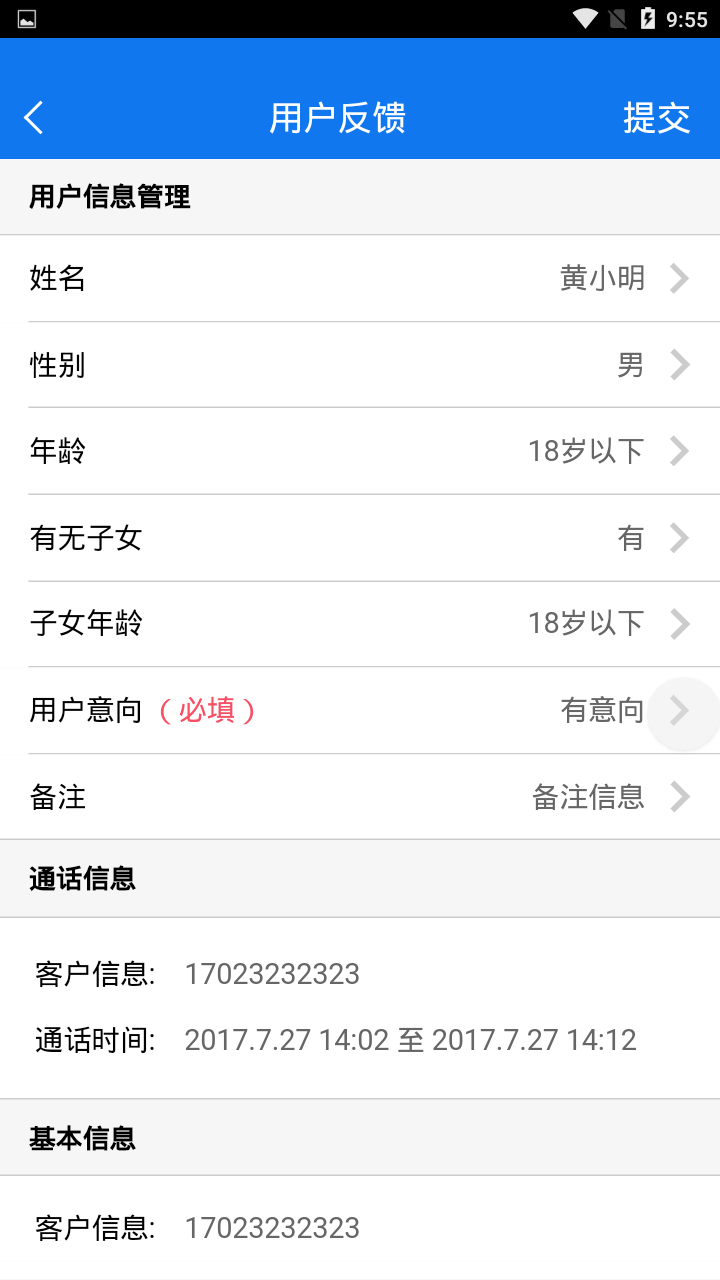 9:55
用户反馈 提交
用户信息管理
姓名 黄小明
性别 男
年龄 18岁以下
有无子女 有
子女年龄 18岁以下
用户意向（必填） 有意向
备注 备注信息
通话信息
客户信息: 17023232323
通话时间: 2017.7.27 14:02 至 2017.7.27 14:12
基本信息
客户信息: 17023232323